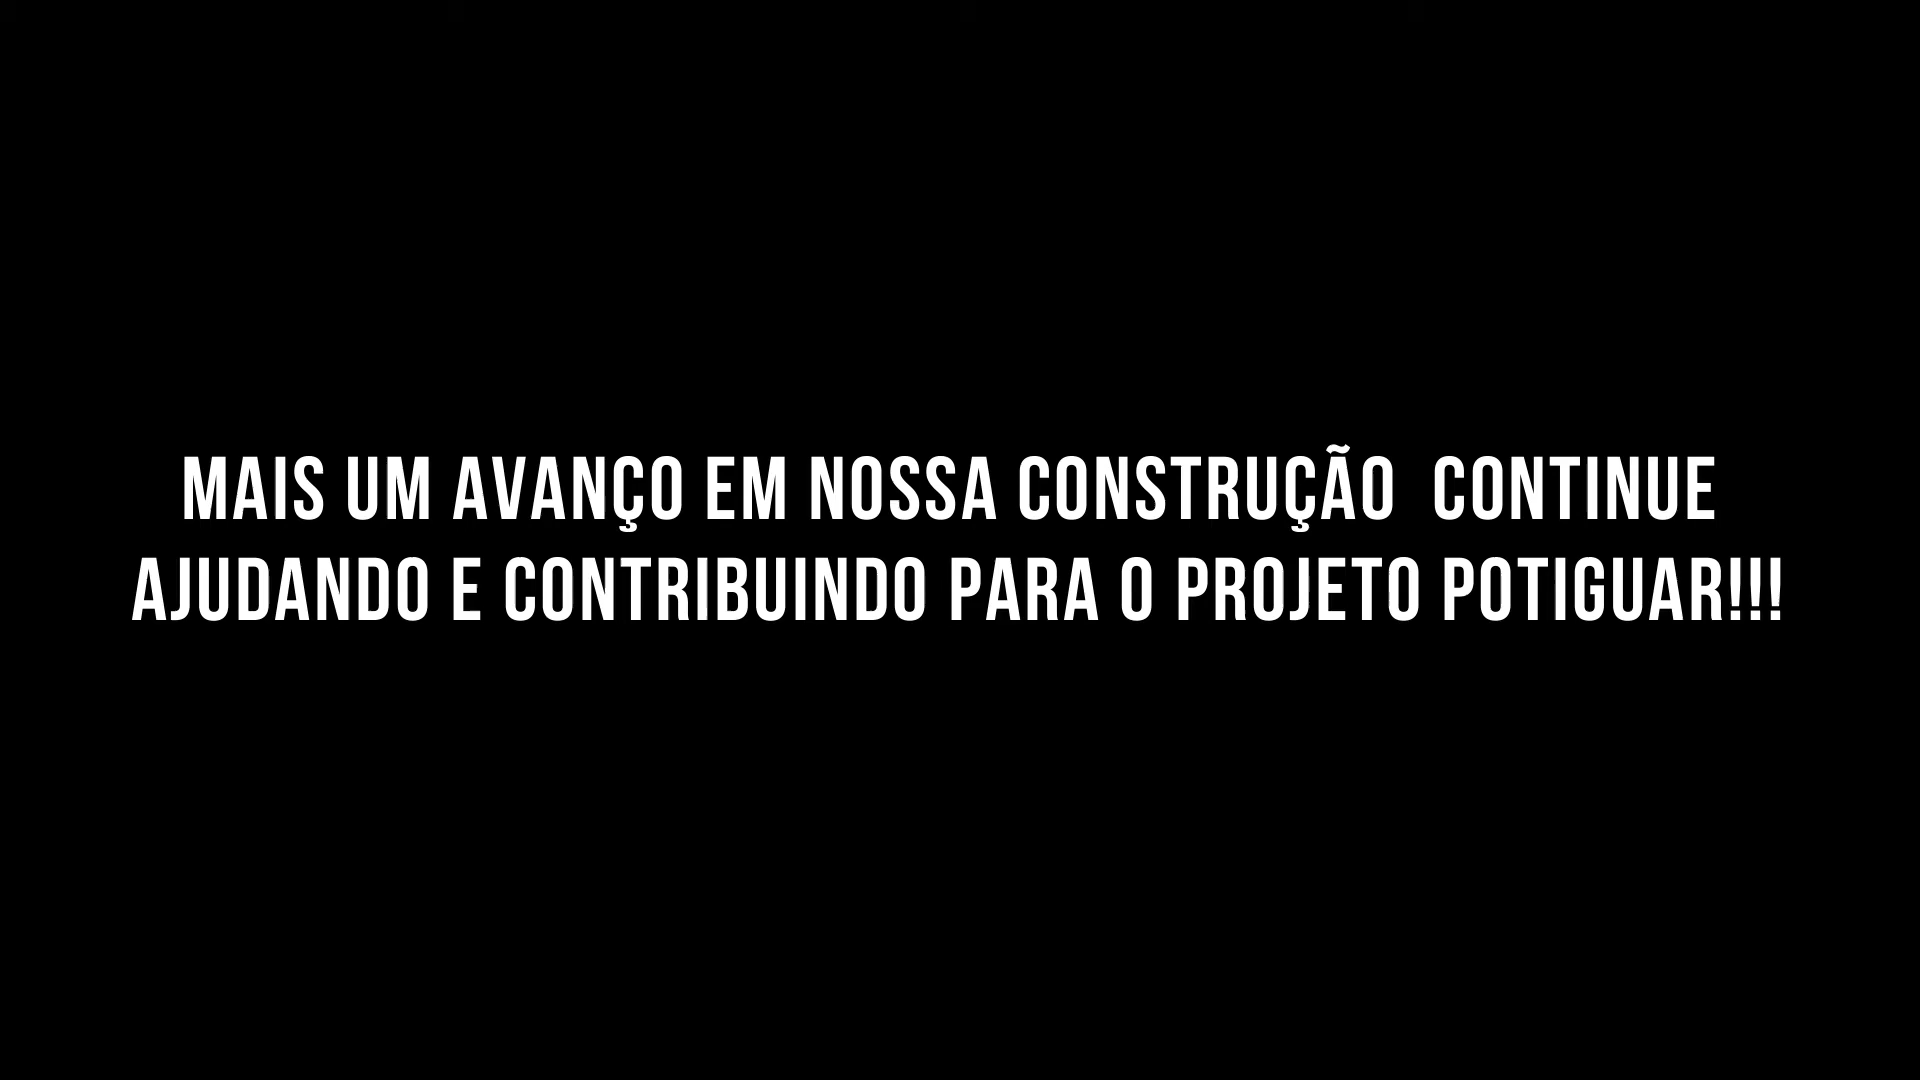 MAIS UM AVANÇO EM NOSSA CONSTRUÇÃO  CONTINUE
AJUDANDO E CONTRIBUINDO PARA O PROJETO POTIGUAR!!!